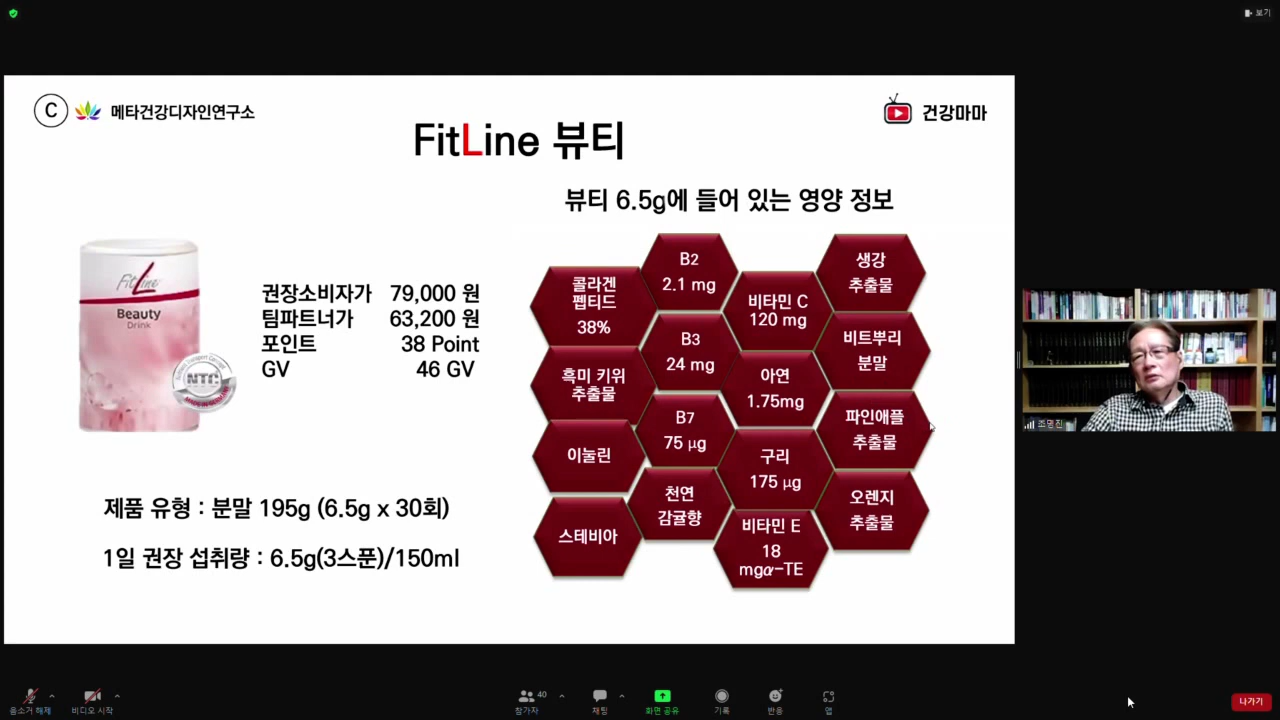 보기
C 메타건강디자인연구소
건강마마
FitLine 뷰티
뷰티 6.5g에 들어 있는 영양 정보
FitLine
Beauty
Drink
NTC
권장소비자가 79,000 원
팀파트너가 63,200 원
포인트 38 Point
GV 46 GV
제품 유형 : 분말 195g (6.5g x 30회)
1일 권장 섭취량 : 6.5g(3스푼)/150ml
콜라겐
펩티드
38%
흑미 키위
추출물
이눌린
스테비아
B2
2.1 mg
B3
24 mg
B7
75 μg
천연
감귤향
비타민 C
120 mg
아연
1.75mg
구리
175 μg
비타민 E
18
mgα-TE
생강
추출물
비트뿌리
분말
파인애플
추출물
오렌지
추출물
조명진
음소거 해제
비디오 시작
40
참가자
채팅
화면 공유
기록
반응
앱
나가기